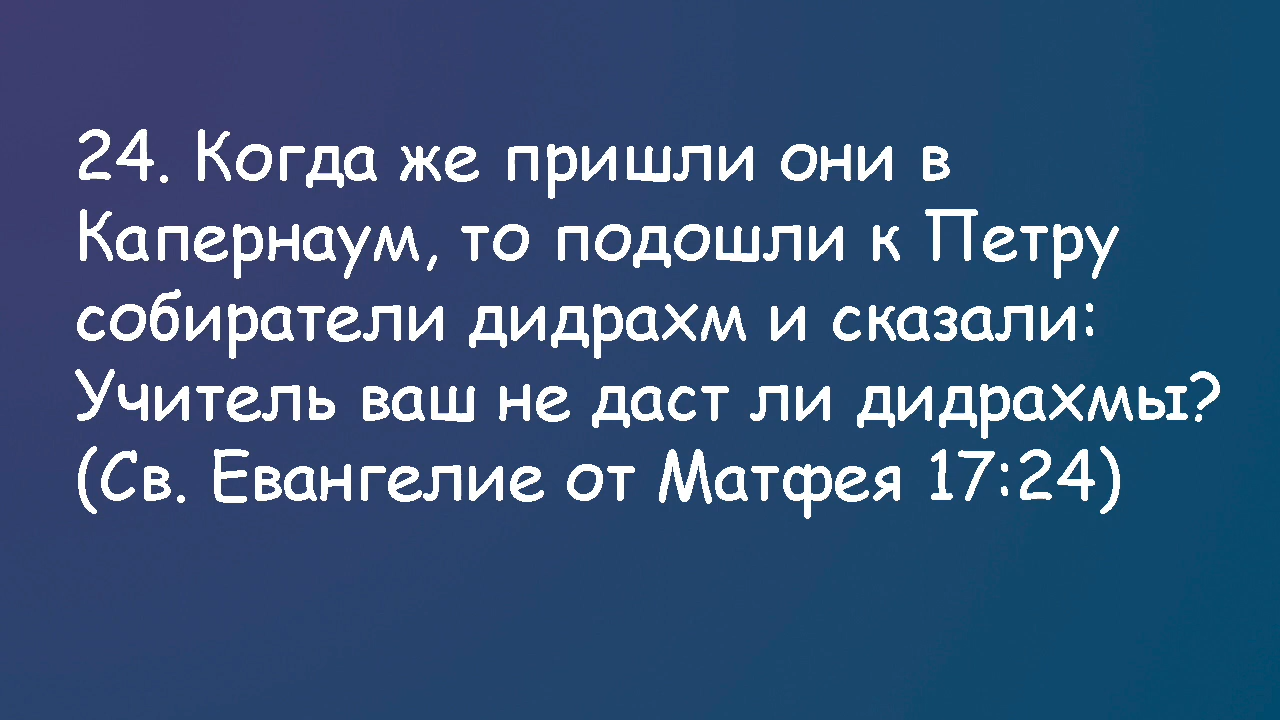 24. Когда же пришли они в
Капернаум, то подошли к Петру
собиратели дидрахм и сказали:
Учитель ваш не даст ли дидрахмы?
(Св. Евангелие от Матфея 17:24)